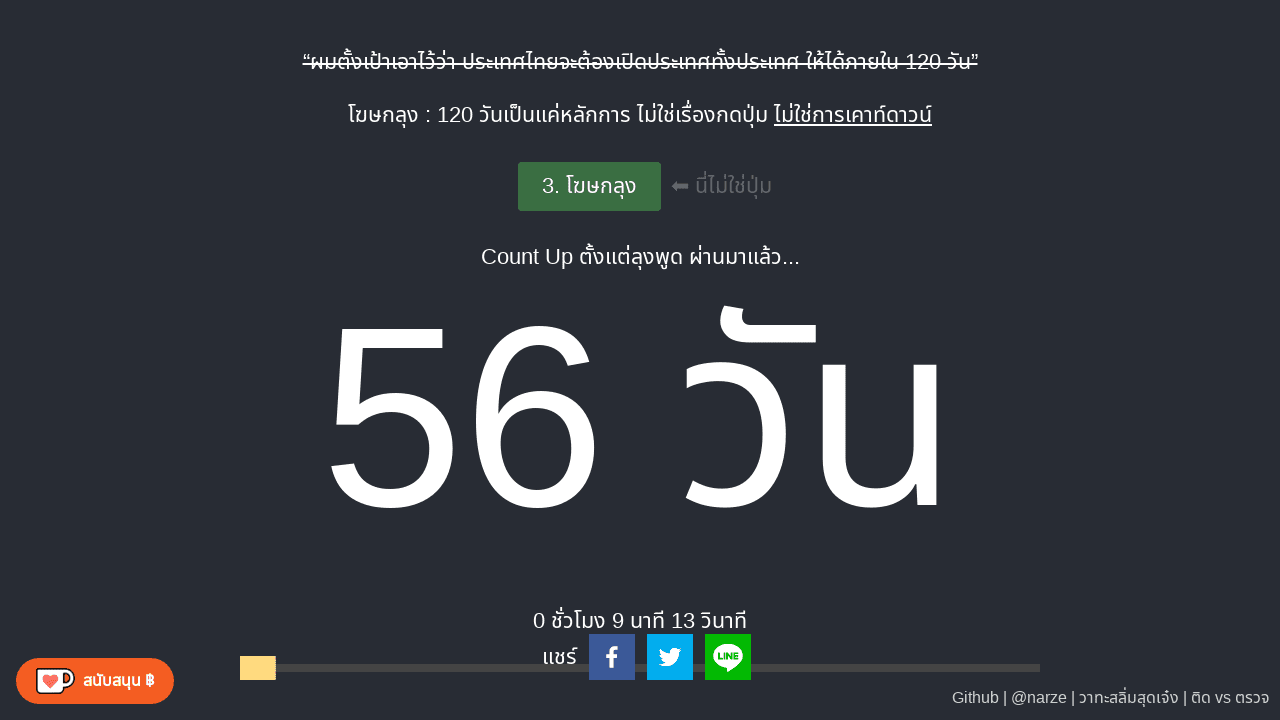 “ผมตั้งเป้าเอาไว้ว่า ประเทศไทยจะต้องเปิดประเทศทั้งประเทศ ให้ได้ภายใน 120 วัน”
โฆษกลุง : 120 วันเป็นแค่หลักการ ไม่ใช่เรื่องกดปุ่ม ไม่ใช่การเคาท์ดาวน์
3. โฆษกลุง ⬅ นี่ไม่ใช่ปุ่ม
Count Up ตั้งแต่ลุงพูด ผ่านมาแล้ว...
56 วัน
0 ชั่วโมง 9 นาที 13 วินาที
แชร์
LINE
สนับสนุน ฿
Github | @narze | วาทะสลิ่มสุดเจ๋ง | ติด vs ตรวจ